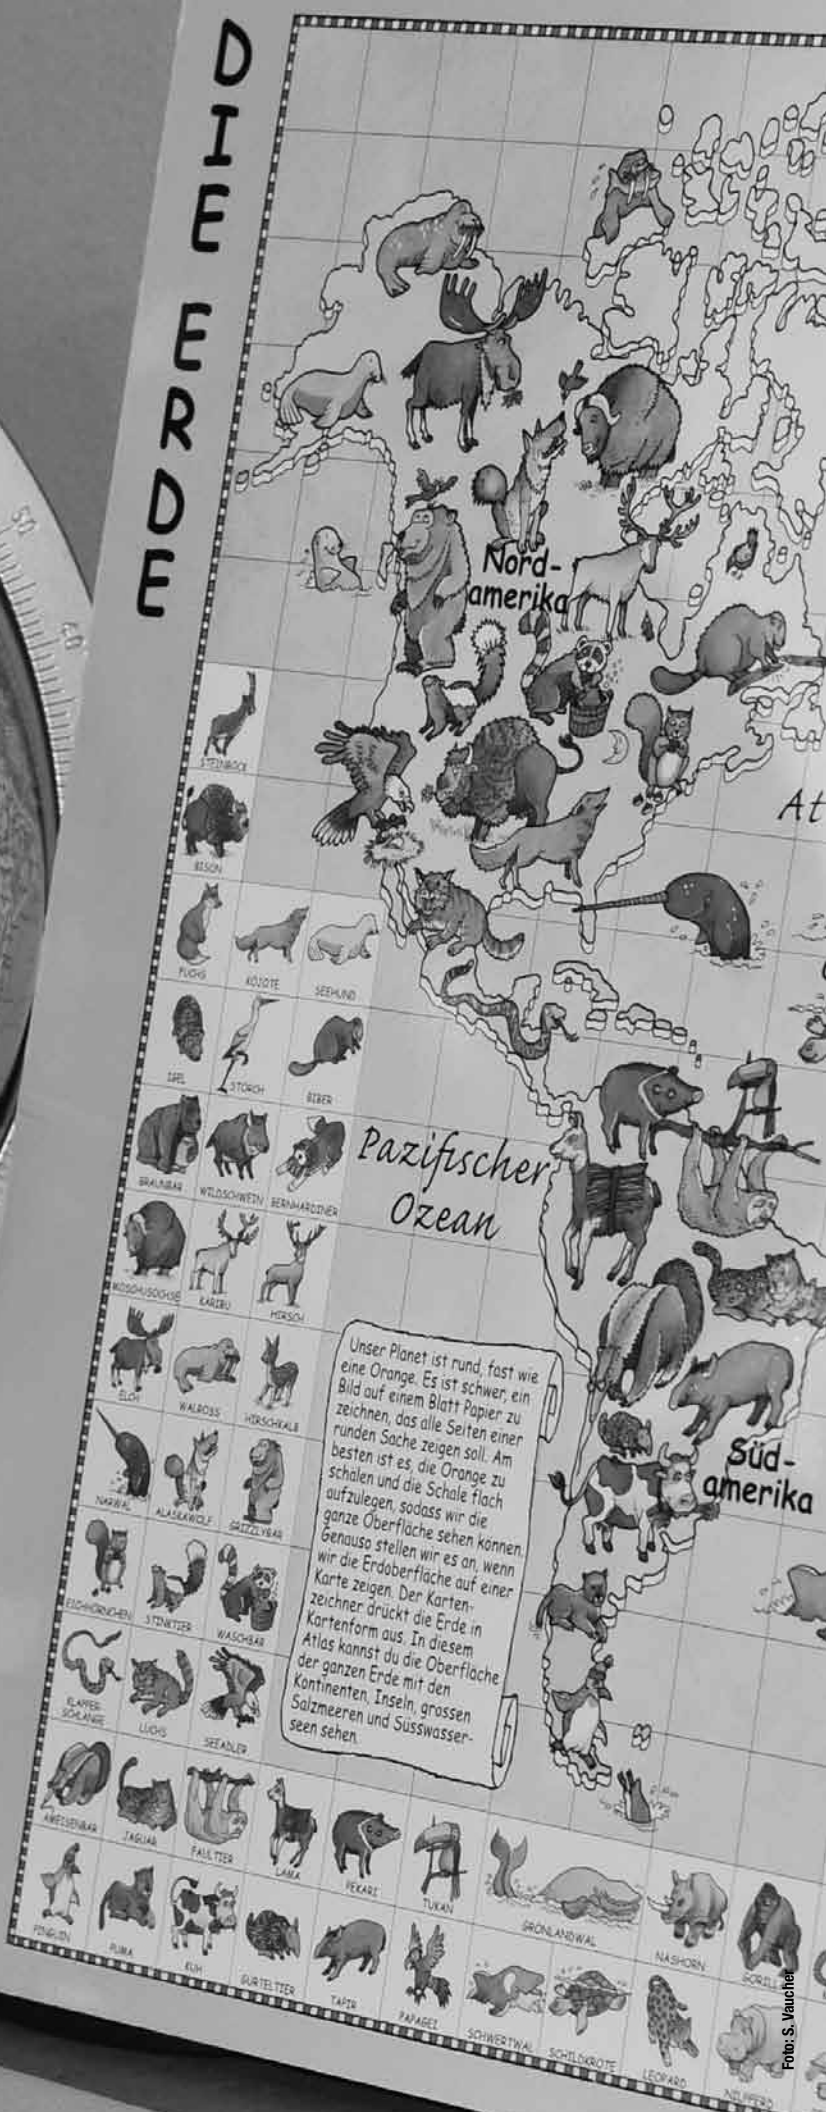 DIE ERDE
50
40
Nord-
amerika
At
Pazifischer
Ozean
STEINBOCK
BISON
FUCHS
KOJOTE
SEEHUND
IGEL
STORCH
BIBER
BRAUNBÄR
WILDSCHWEIN
BERNHARDINER
MOSCHUSOCHSE
KARIBU
HIRSCH
ELCH
WALROSS
HIRSCHKALB
NARWAL
ALASKAWOLF
GRIZZLYBÄR
EICHHÖRNCHEN
STINKTIER
WASCHBÄR
KLAPPER-
SCHLANGE
LUCHS
SEEADLER
Unser Planet ist rund, fast wie
eine Orange. Es ist schwer, ein
Bild auf einem Blatt Papier zu
zeichnen, das alle Seiten einer
runden Sache zeigen soll. Am
besten ist es, die Orange zu
schälen und die Schale flach
aufzulegen, sodass wir die
ganze Oberfläche sehen können.
Genauso stellen wir es an, wenn
wir die Erdoberfläche auf einer
Karte zeigen. Der Karten-
zeichner drückt die Erde in
Kartenform aus. In diesem
Atlas kannst du die Oberfläche
der ganzen Erde mit den
Kontinenten, Inseln, grossen
Salzmeeren und Süsswasser-
seen sehen.
Süd-
amerika
AMEISENBÄR
JAGUAR
FAULTIER
LAMA
PEKARI
TUKAN
GRÖNLANDWAL
NASHORN
GORILLA
PINGUIN
PUMA
KUH
GÜRTELTIER
TAPIR
PAPAGEI
SCHWERTWAL
SCHILDKRÖTE
LEOPARD
NILPFERD
Foto: S. Vaucher